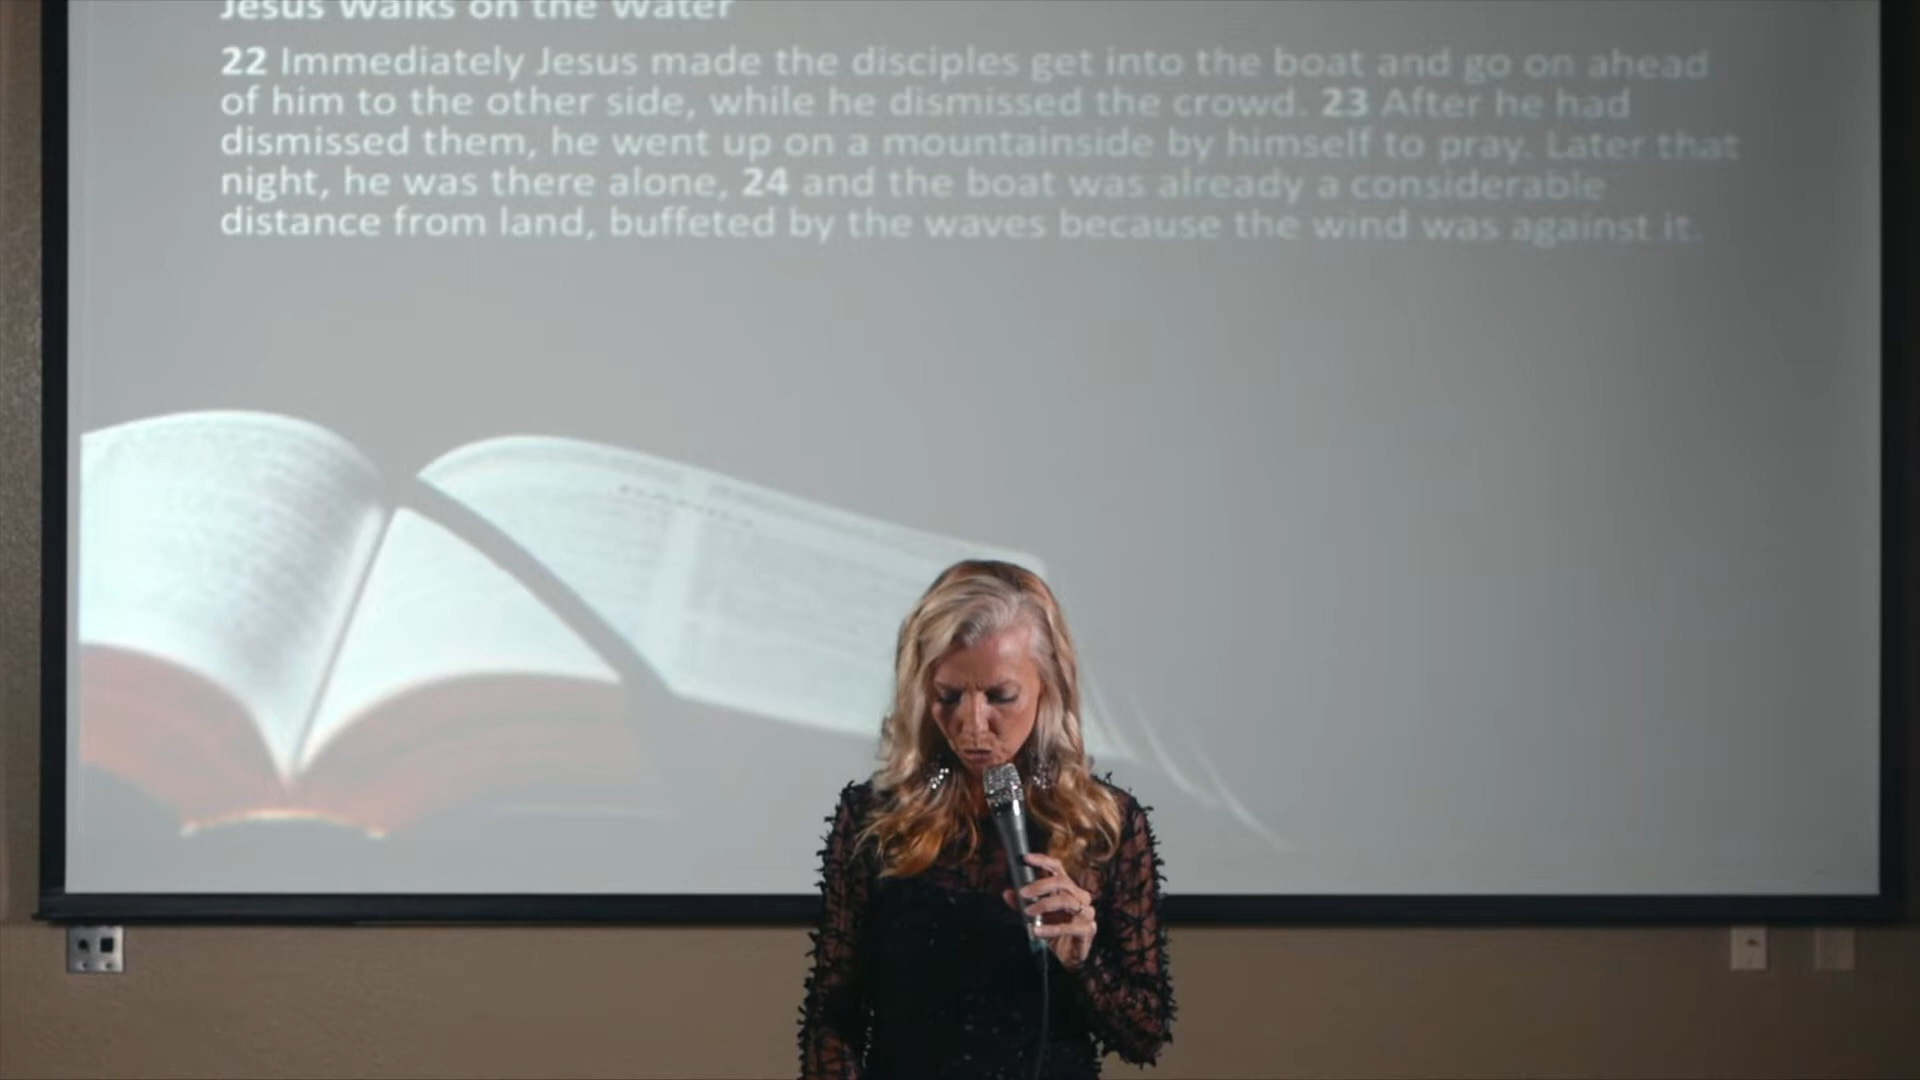 Jesus Walks on the Water
22 Immediately Jesus made the disciples get into the boat and go on ahead
of him to the other side, while he dismissed the crowd. 23 After he had
dismissed them, he went up on a mountainside by himself to pray. Later that
night, he was there alone, 24 and the boat was already a considerable
distance from land, buffeted by the waves because the wind was against it.